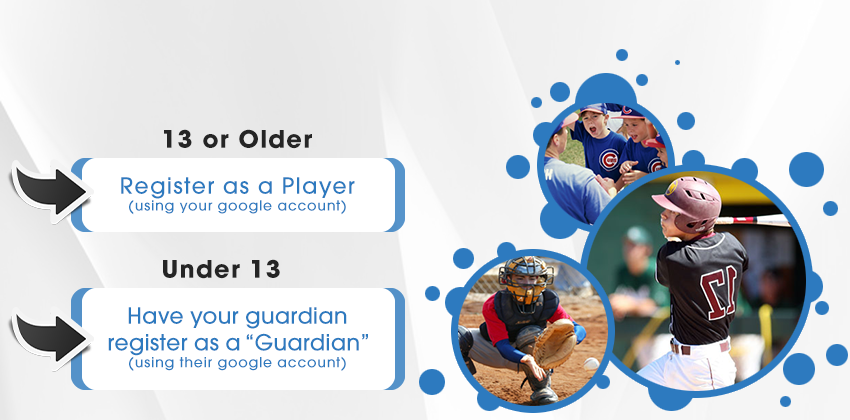 13 or Older
Register as a Player
(using your google account)
Under 13
Have your guardian
register as a “Guardian”
(using their google account)
C
C
17